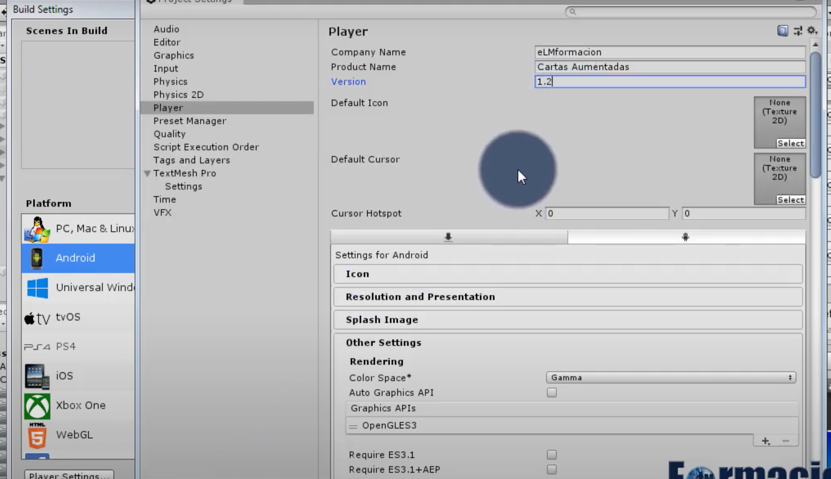 Build Settings
Scenes In Build
Platform
PC, Mac & Linux
Android
Universal Wind
tvOS
PS4
iOS
Xbox One
WebGL
Player Settings...
Project Settings
Audio
Editor
Graphics
Input
Physics
Physics 2D
Player
Preset Manager
Quality
Script Execution Order
Tags and Layers
TextMesh Pro
Settings
Time
VFX
Player
Company Name eLMformacion
Product Name Cartas Aumentadas
Version 1.2
Default Icon
None
(Texture
2D)
Select
Default Cursor
None
(Texture
2D)
Select
Cursor Hotspot X 0 Y 0
Settings for Android
Icon
Resolution and Presentation
Splash Image
Other Settings
Rendering
Color Space* Gamma
Auto Graphics API
Graphics APIs
OpenGLES3
Require ES3.1
Require ES3.1+AEP